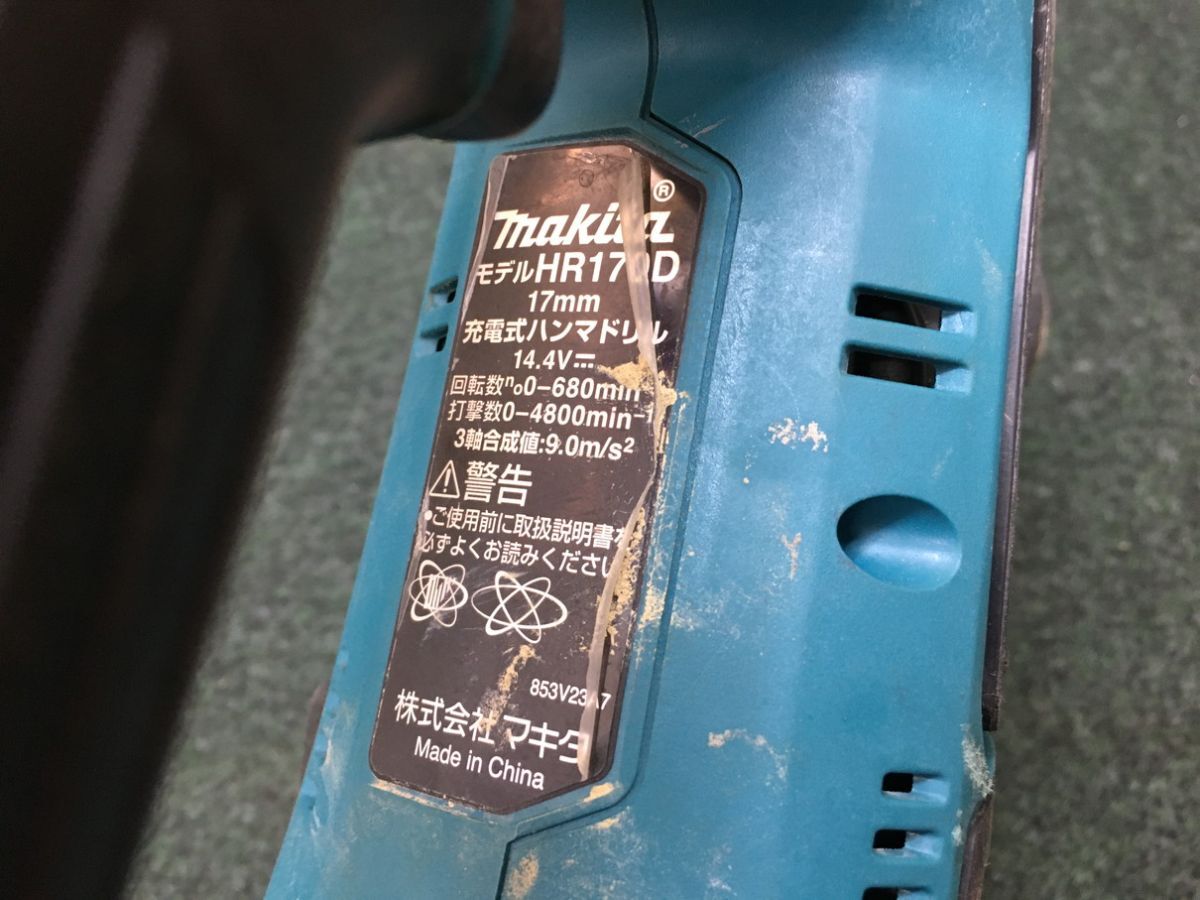 makita®
モデルHR170D
17mm
充電式ハンマドリル
14.4V⎓
回転数no0-680min
打撃数0-4800min-1
3軸合成値:9.0m/s²
⚠警告
•ご使用前に取扱説明書を
必ずよくお読みください
853V23A7
株式会社マキタ
Made in China